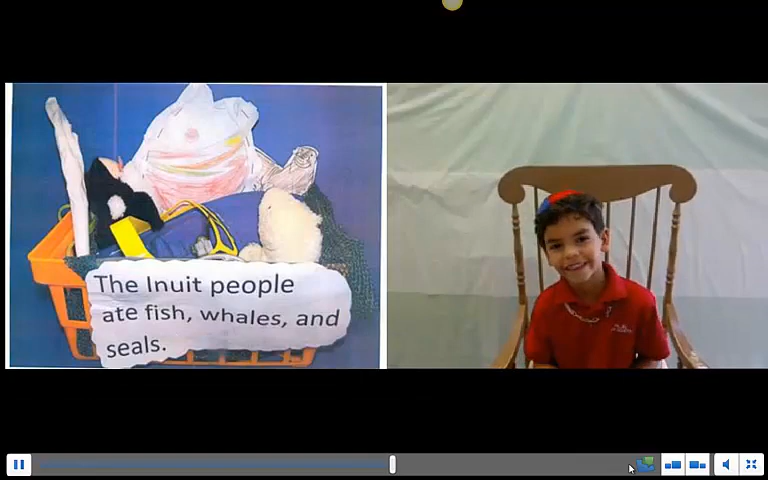 The Inuit people
ate fish, whales, and
seals.